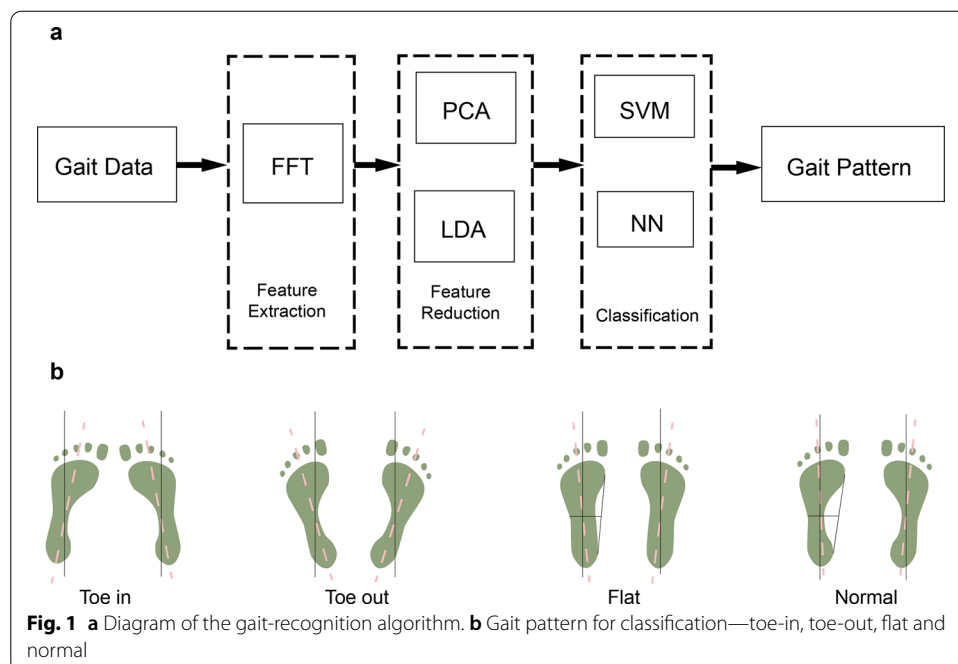 a
Gait Data
FFT
Feature
Extraction
PCA
LDA
Feature
Reduction
SVM
NN
Classification
Gait Pattern
b
Toe in
Toe out
Flat
Normal
Fig. 1 a Diagram of the gait-recognition algorithm. b Gait pattern for classification—toe-in, toe-out, flat and
normal